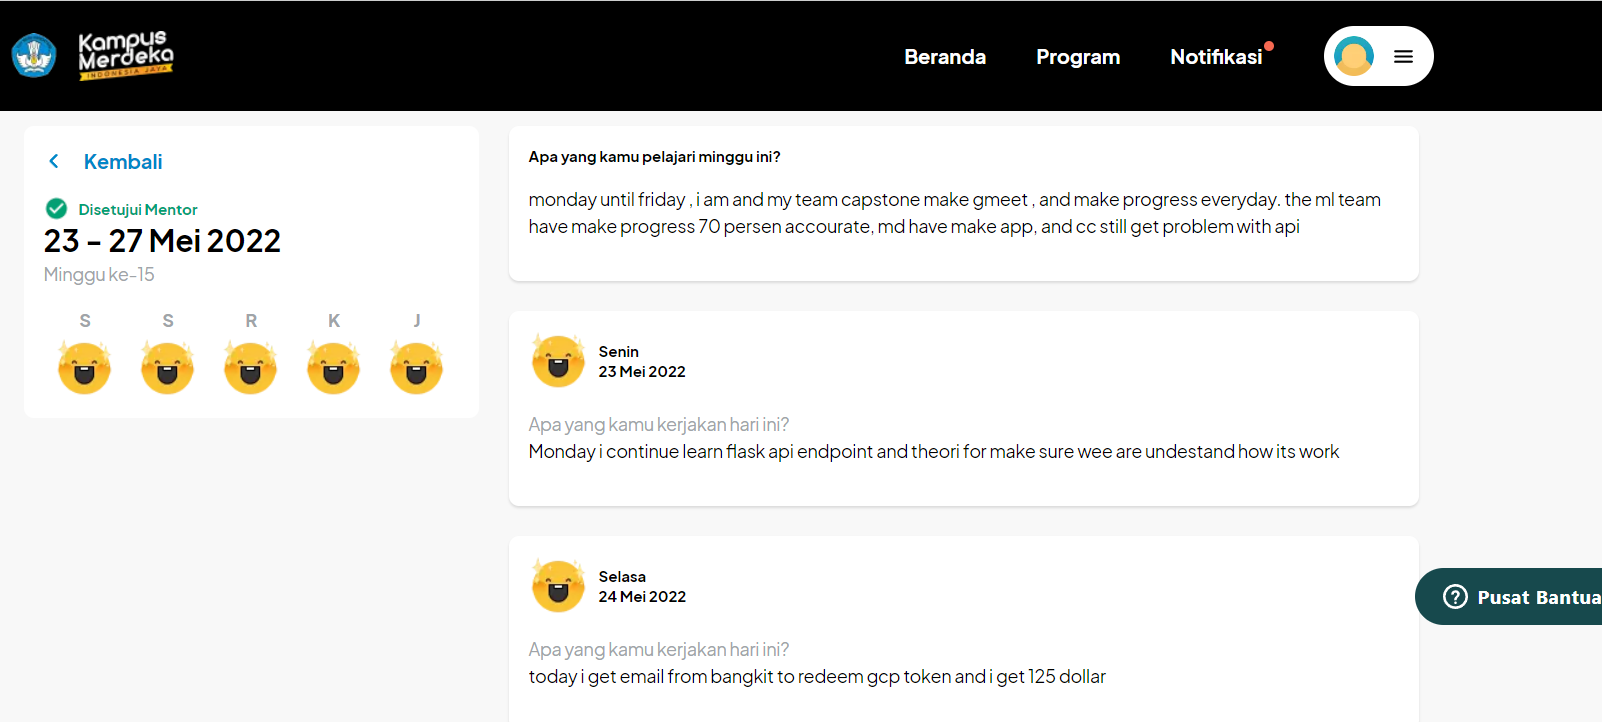 Kampus
Merdeka
INDONESIA JAYA
Beranda
Program
Notifikasi
Kembali
Disetujui Mentor
23 - 27 Mei 2022
Minggu ke-15
S S R K J
Apa yang kamu pelajari minggu ini?
monday until friday , i am and my team capstone make gmeet , and make progress everyday. the ml team
have make progress 70 persen accourate, md have make app, and cc still get problem with api
Senin
23 Mei 2022
Apa yang kamu kerjakan hari ini?
Monday i continue learn flask api endpoint and theori for make sure wee are undestand how its work
Selasa
24 Mei 2022
Apa yang kamu kerjakan hari ini?
today i get email from bangkit to redeem gcp token and i get 125 dollar
Pusat Bantua